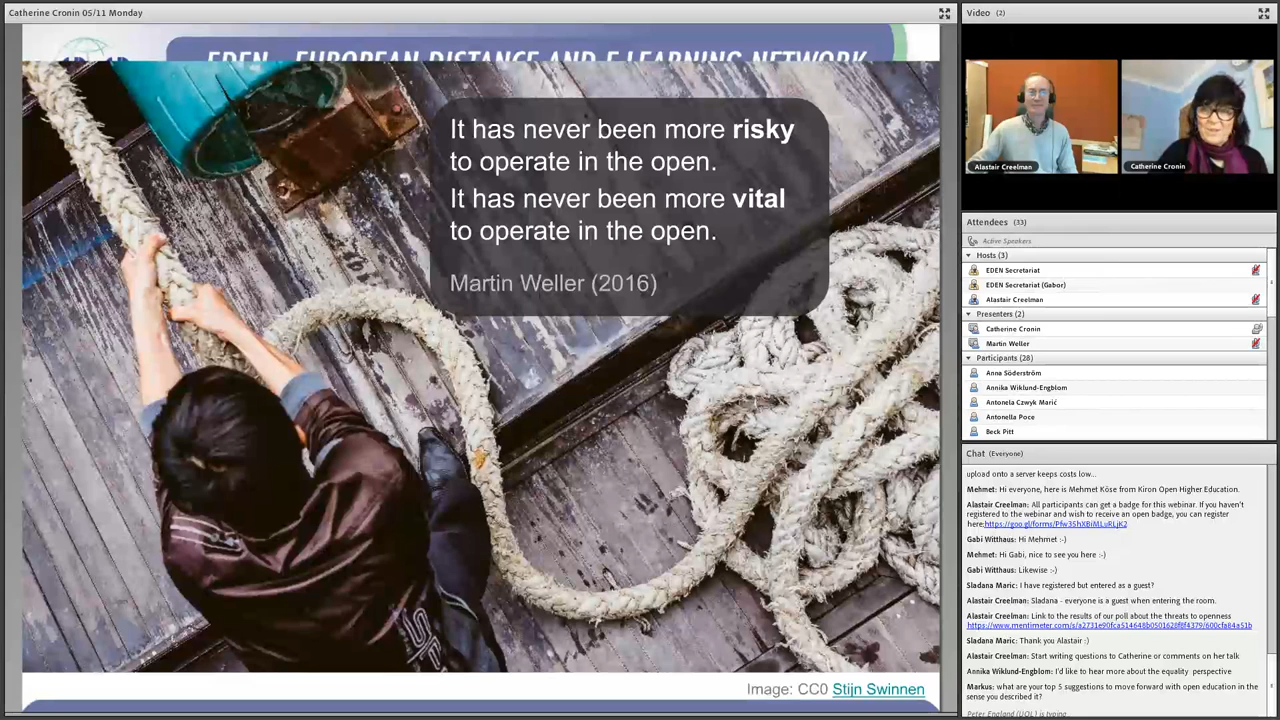 Catherine Cronin 05/11 Monday
EDEN - EUROPEAN DISTANCE AND E-LEARNING NETWORK
It has never been more risky
to operate in the open.
It has never been more vital
to operate in the open.
Martin Weller (2016)
Image: CC0 Stijn Swinnen
Video (2)
Alastair Creelman
Catherine Cronin
Attendees (33)
Active Speakers
Hosts (3)
EDEN Secretariat
EDEN Secretariat (Gabor)
Alastair Creelman
Presenters (2)
Catherine Cronin
Martin Weller
Participants (28)
Anna Söderström
Annika Wiklund-Engblom
Antonela Czwyk Marić
Antonella Poce
Beck Pitt
Chat (Everyone)
upload onto a server keeps costs low...
Mehmet: Hi everyone, here is Mehmet Köse from Kiron Open Higher Education.
Alastair Creelman: All participants can get a badge for this webinar. If you haven't
registered to the webinar and wish to receive an open badge, you can register
Gabi Witthaus: Hi Mehmet :-)
Mehmet: Hi Gabi, nice to see you here :-)
Gabi Witthaus: Likewise :-)
Sladana Maric: I have registered but entered as a guest?
Alastair Creelman: Sladana - everyone is a guest when entering the room.
Alastair Creelman: Link to the results of our poll about the threats to openness
Sladana Maric: Thank you Alastair :)
Alastair Creelman: Start writing questions to Catherine or comments on her talk
Annika Wiklund-Engblom: I'd like to hear more about the equality perspective
Markus: what are your top 5 suggestions to move forward with open education in the
sense you described it?
Peter England (UOL) is typing...